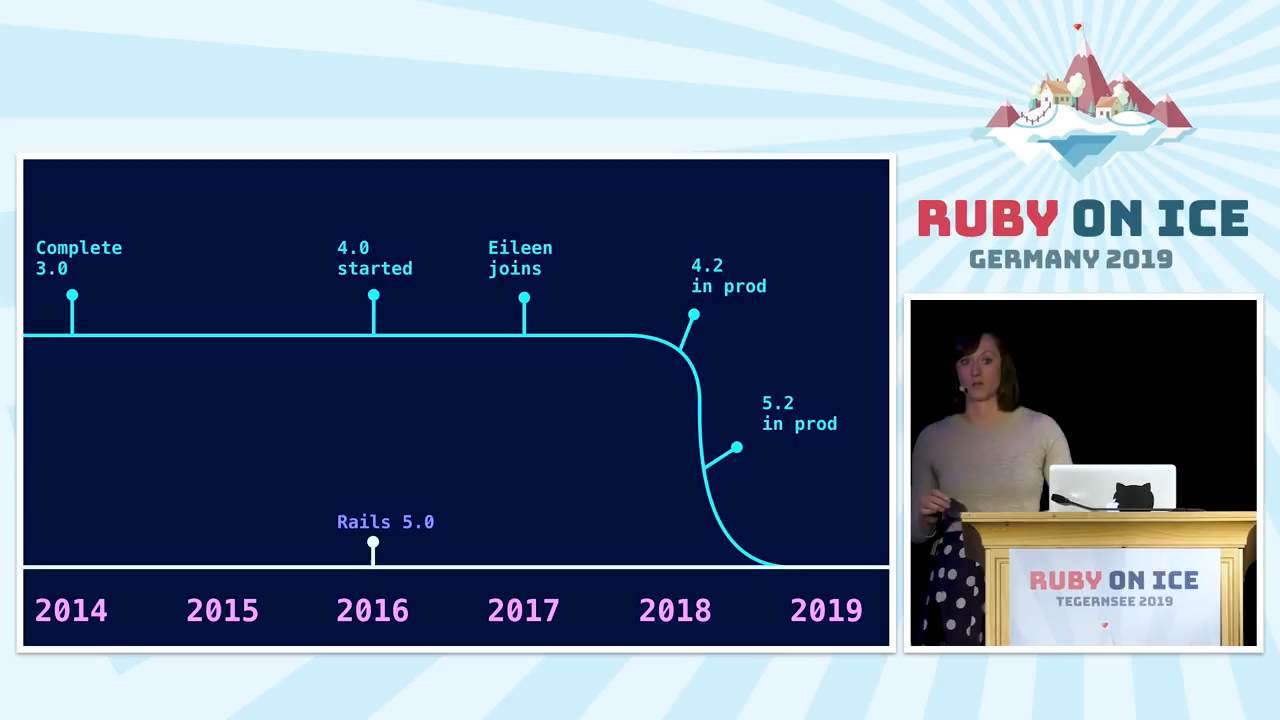 RUBY ON ICE
GERMANY 2019
Complete
3.0
4.0
started
Eileen
joins
4.2
in prod
5.2
in prod
Rails 5.0
2014
2015
2016
2017
2018
2019
RUBY ON ICE
TEGERNSEE 2019